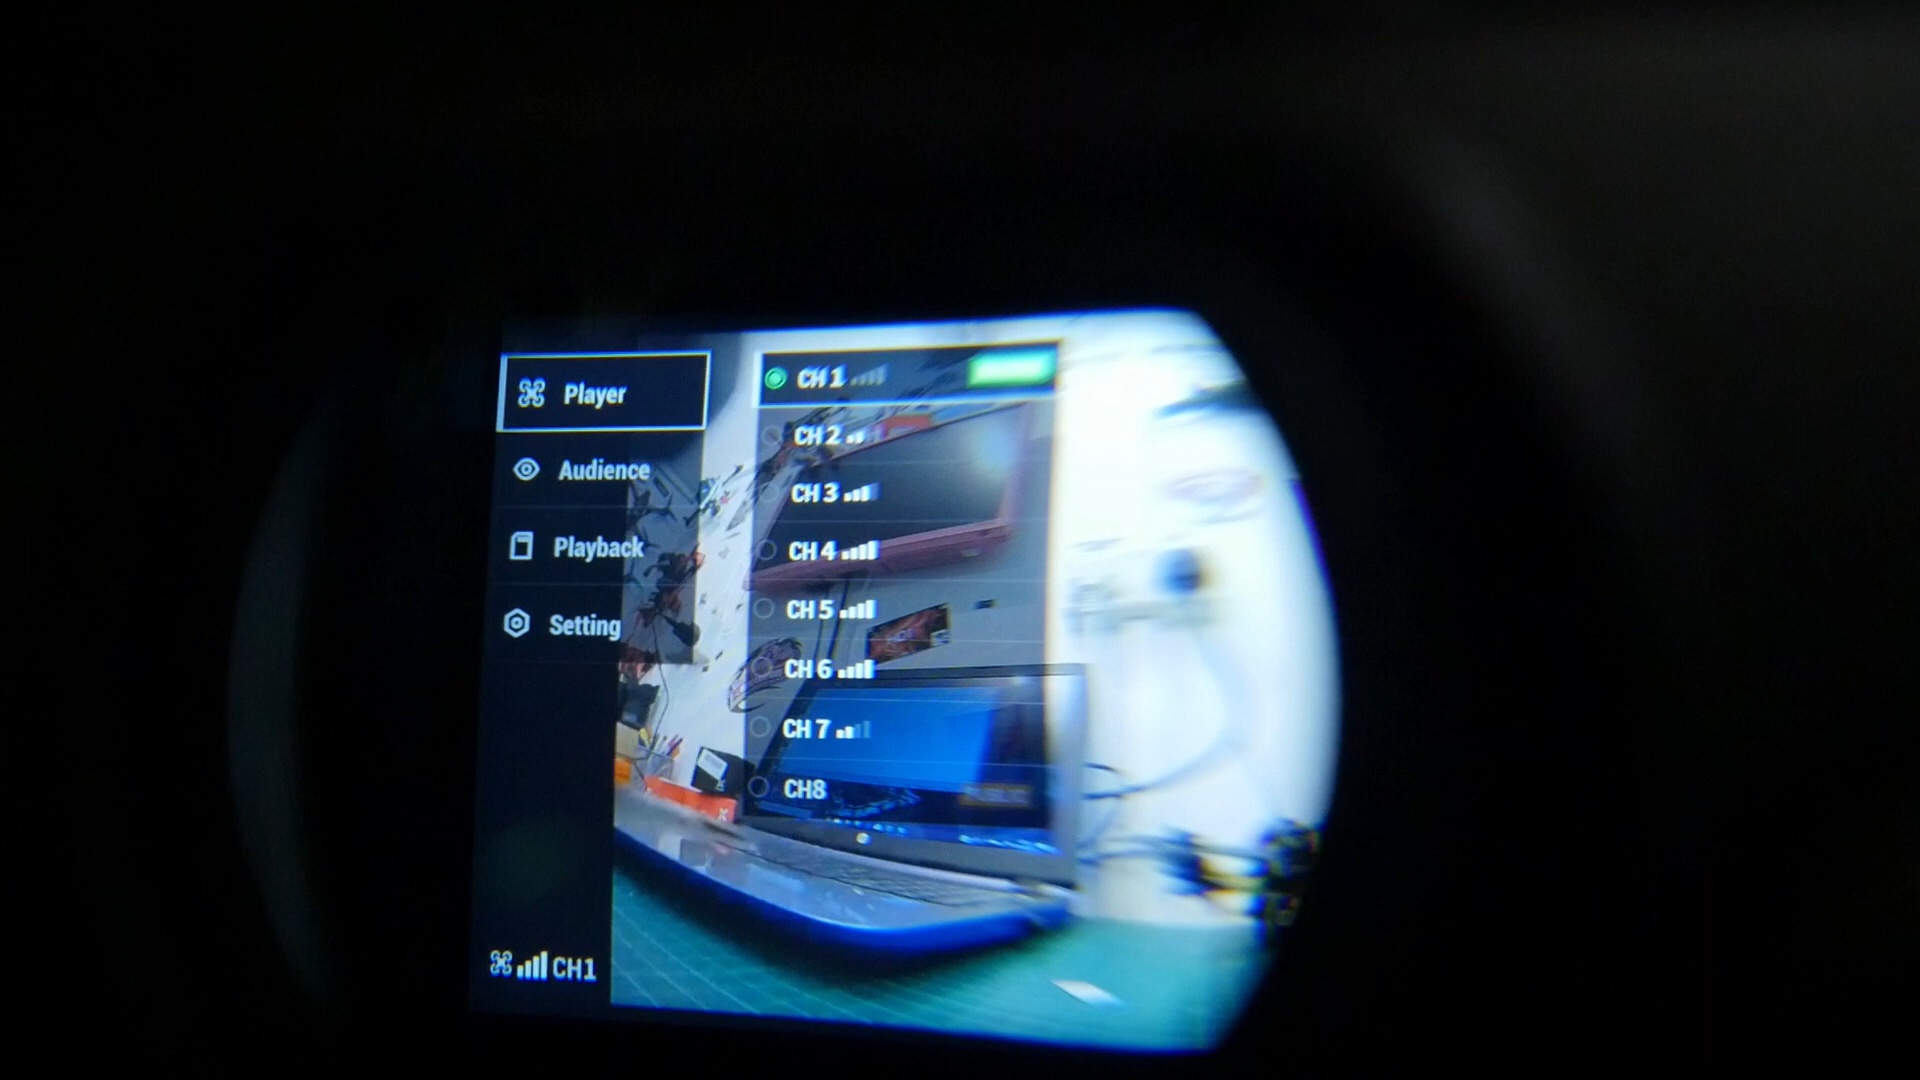 Player
Audience
Playback
Setting
CH 1
CH 2
CH 3
CH 4
CH 5
CH 6
CH 7
CH8
CH1